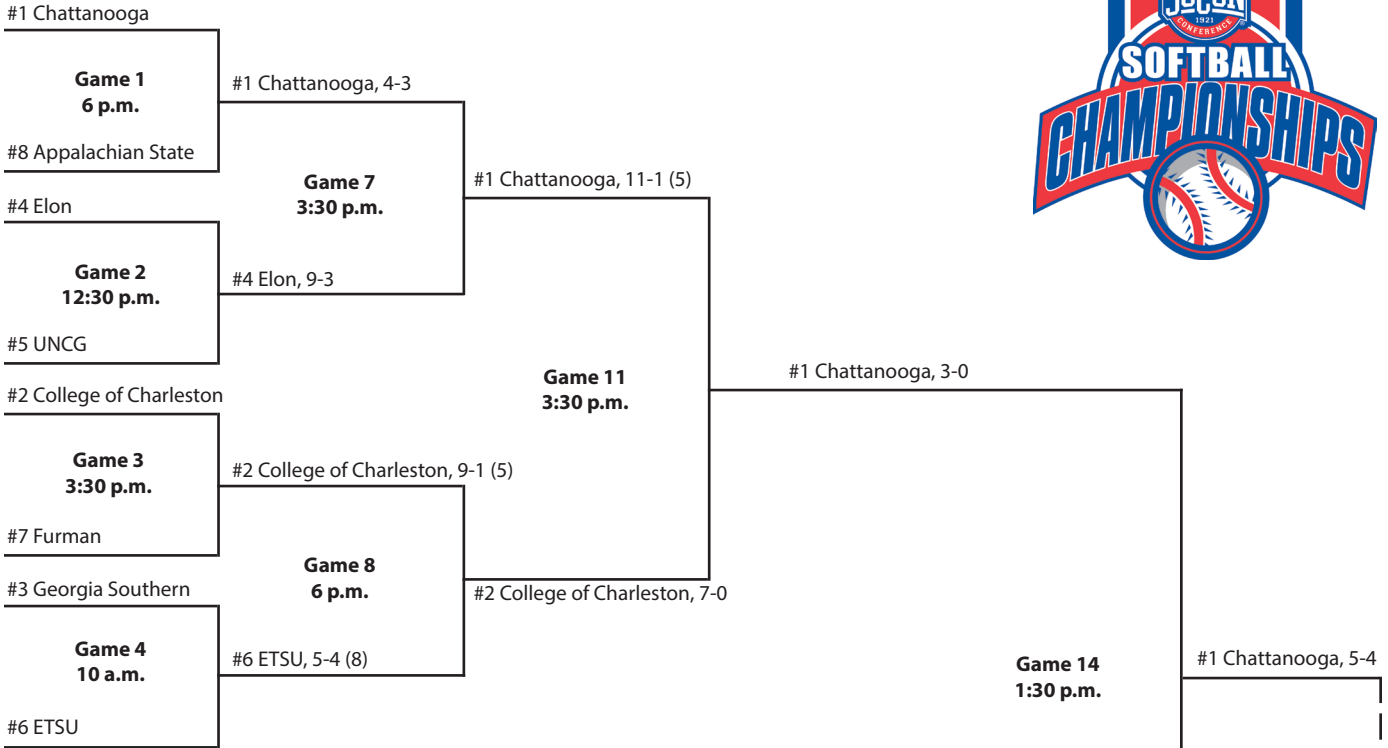 #1 Chattanooga
Game 1
6 p.m.
#8 Appalachian State
#1 Chattanooga, 4-3
#4 Elon
Game 2
12:30 p.m.
#5 UNCG
#4 Elon, 9-3
Game 7
3:30 p.m.
#1 Chattanooga, 11-1 (5)
#2 College of Charleston
Game 3
3:30 p.m.
#7 Furman
#2 College of Charleston, 9-1 (5)
#3 Georgia Southern
Game 4
10 a.m.
#6 ETSU
#6 ETSU, 5-4 (8)
Game 8
6 p.m.
#2 College of Charleston, 7-0
Game 11
3:30 p.m.
#1 Chattanooga, 3-0
Game 14
1:30 p.m.
#1 Chattanooga, 5-4
SOCON
1921
CONFERENCE
SOFTBALL
CHAMPIONSHIPS